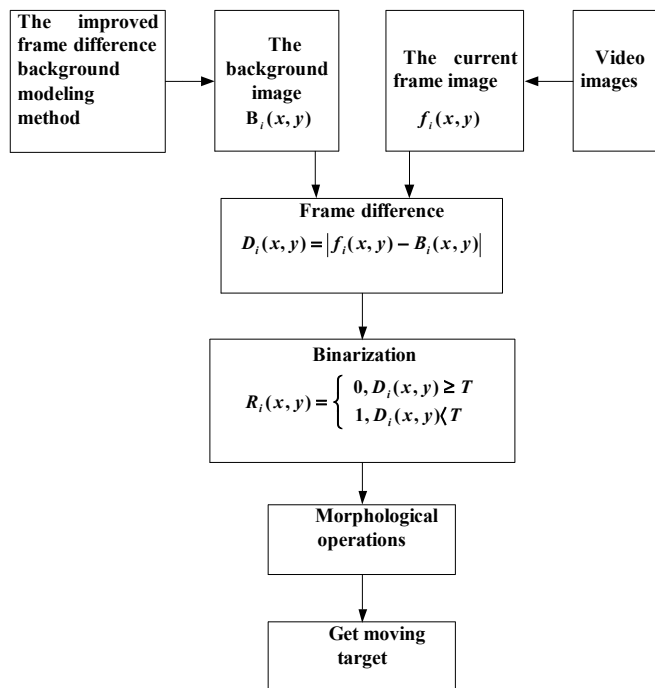 The improved
frame difference
background
modeling
method
The
background
image
B_i(x, y)
The current
frame image
f_i(x, y)
Video
images
Frame difference
D_i(x, y) = |f_i(x, y) − B_i(x, y)|
Binarization
R_i(x, y) = { 0, D_i(x, y) ≥ T
1, D_i(x, y)⟨ T
Morphological
operations
Get moving
target